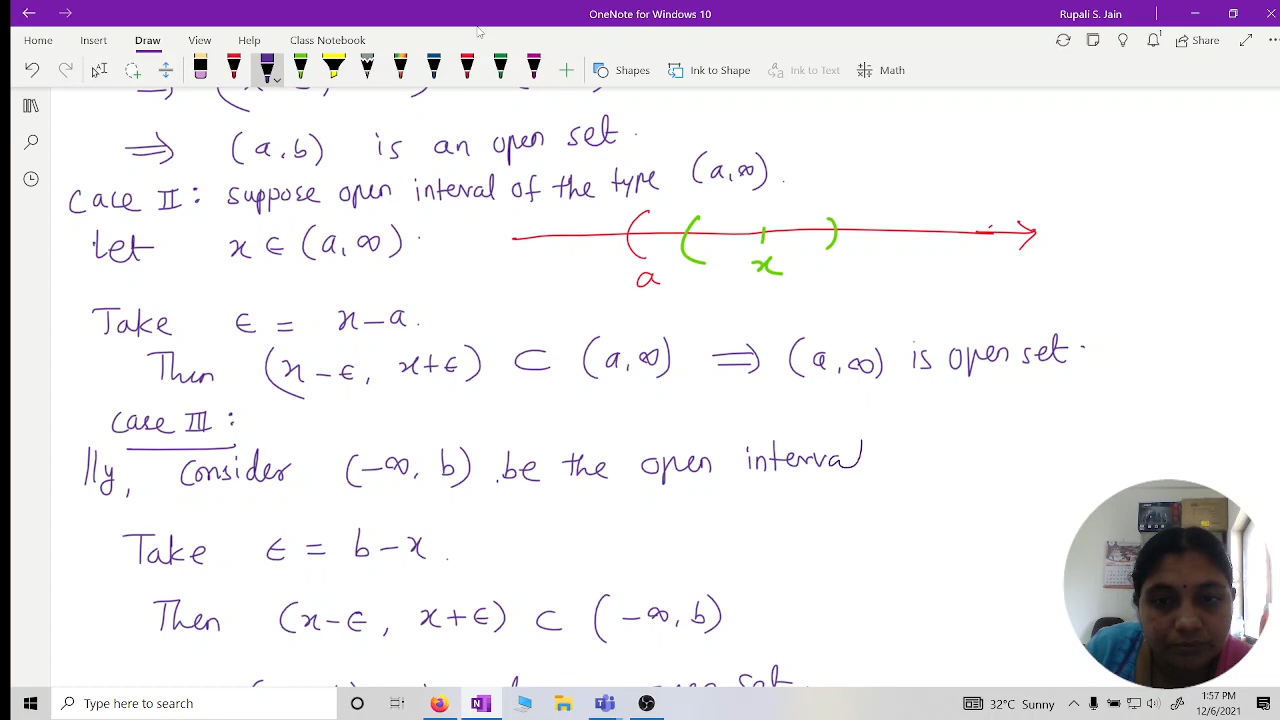 OneNote for Windows 10
Rupali S. Jain
Home Insert Draw View Help Class Notebook
Share
Shapes Ink to Shape Ink to Text Math
⟹ (a, b) is an open set.
Case II : suppose open interval of the type (a, ∞).
Let x ∈ (a, ∞).
a x
Take ϵ = x – a.
Then (x – ϵ, x + ϵ) ⊂ (a, ∞) ⟹ (a, ∞) is open set.
Case III :
||ly, Consider (–∞, b) be the open interval
Take ϵ = b – x.
Then (x – ϵ, x + ϵ) ⊂ (–∞, b)
open set.
Type here to search
32°C Sunny
1:57 PM
12/6/2021